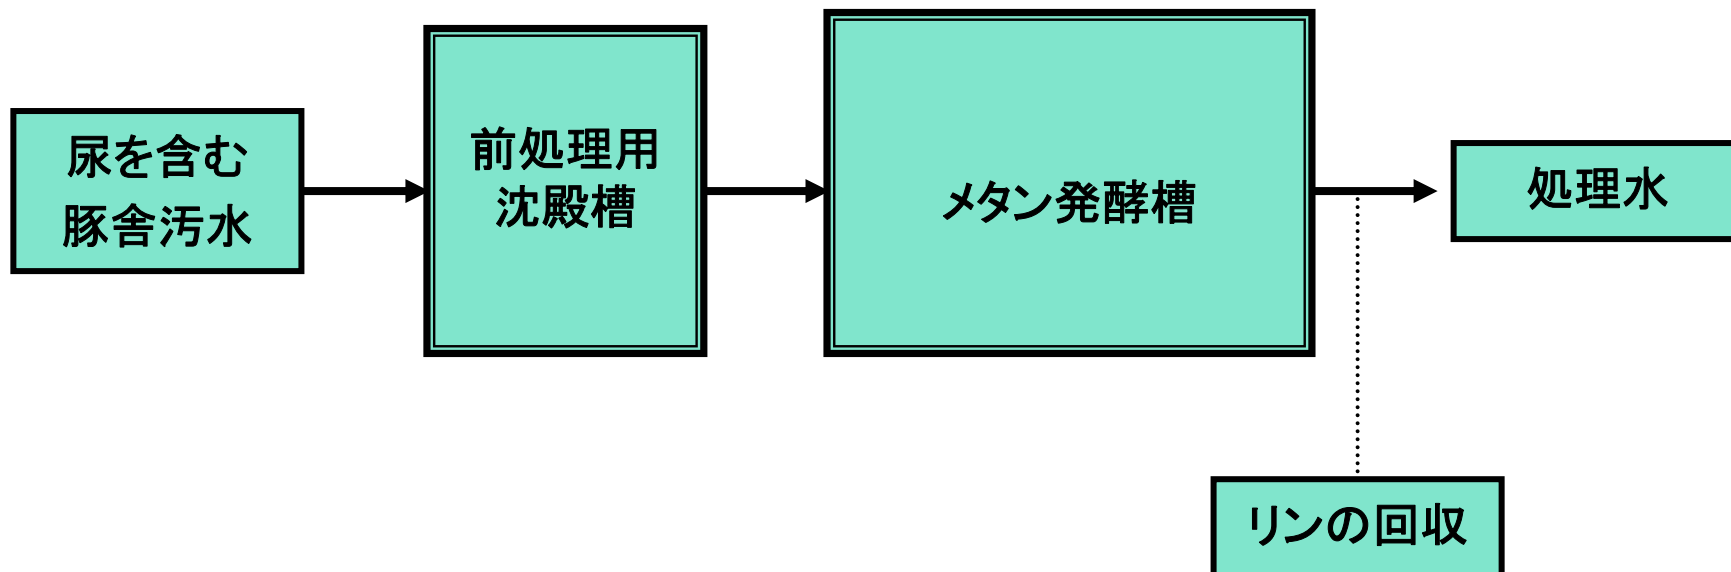 尿を含む
豚舎汚水
前処理用
沈殿槽
メタン発酵槽
処理水
リンの回収